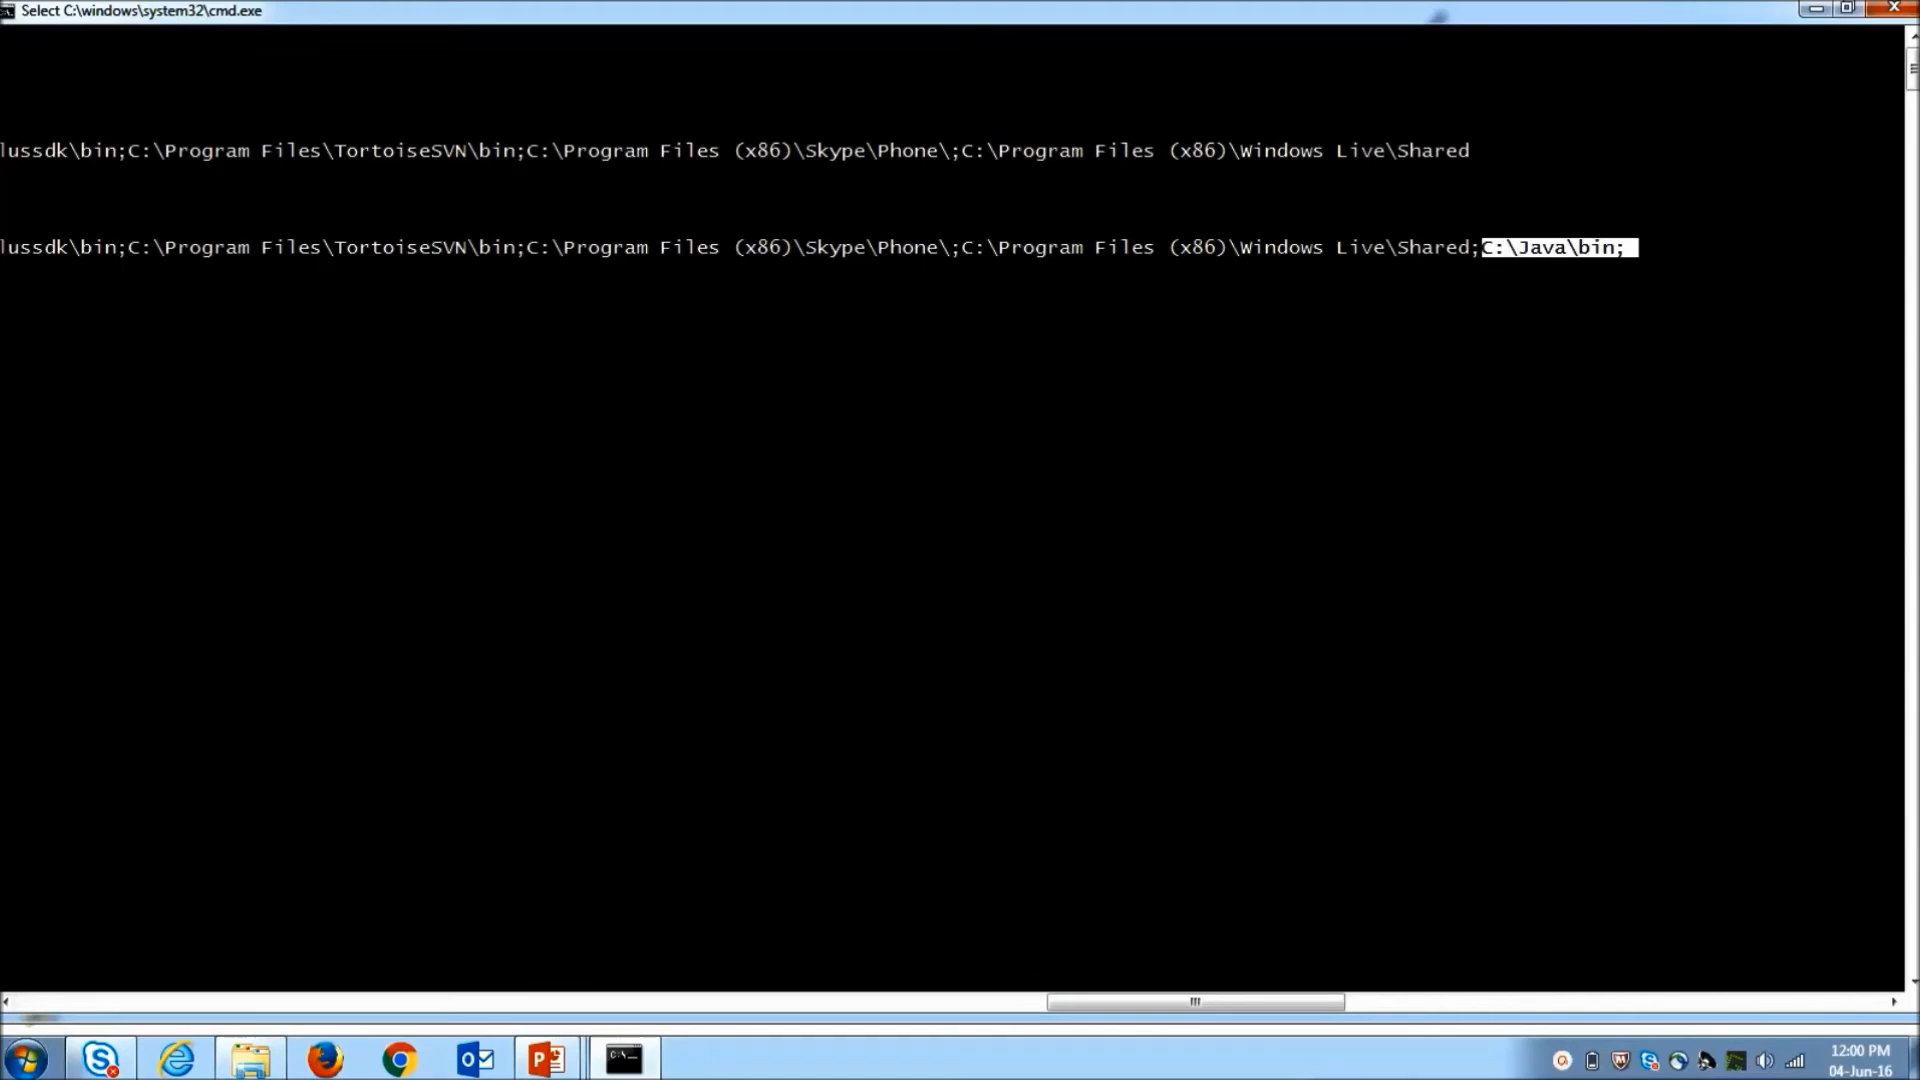 Select C:\windows\system32\cmd.exe
lussdk\bin;C:\Program Files\TortoiseSVN\bin;C:\Program Files (x86)\Skype\Phone\;C:\Program Files (x86)\Windows Live\Shared
lussdk\bin;C:\Program Files\TortoiseSVN\bin;C:\Program Files (x86)\Skype\Phone\;C:\Program Files (x86)\Windows Live\Shared;C:\Java\bin;
12:00 PM
04-Jun-16